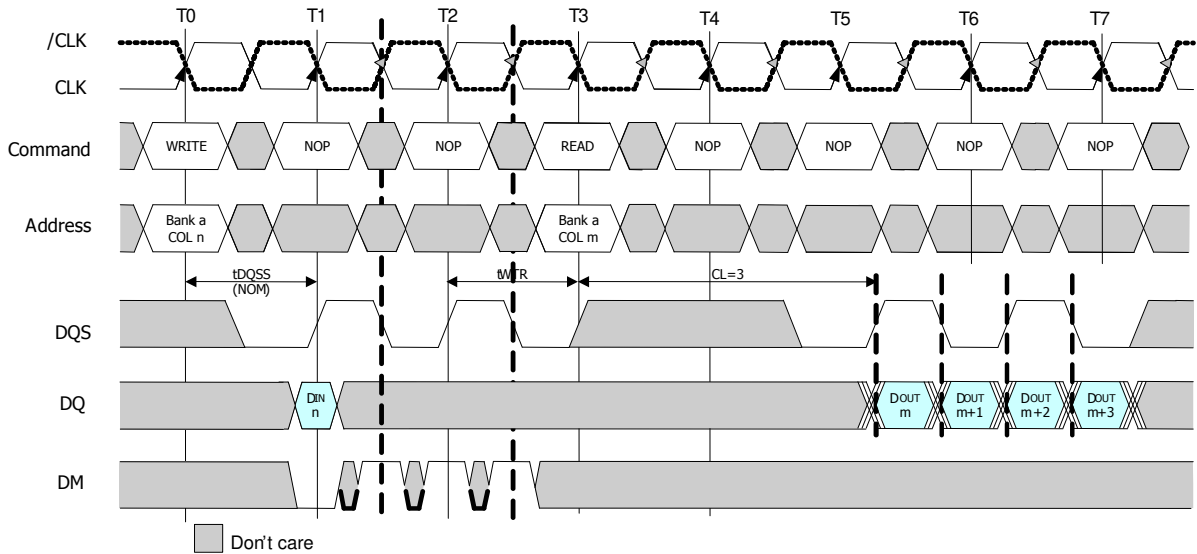 T0 T1 T2 T3 T4 T5 T6 T7
/CLK
CLK
Command WRITE NOP NOP READ NOP NOP NOP NOP
Address Bank a COL n Bank a COL m
tDQSS (NOM) tWTR CL=3
DQS
DQ DIN n DOUT m DOUT m+1 DOUT m+2 DOUT m+3
DM
Don't care